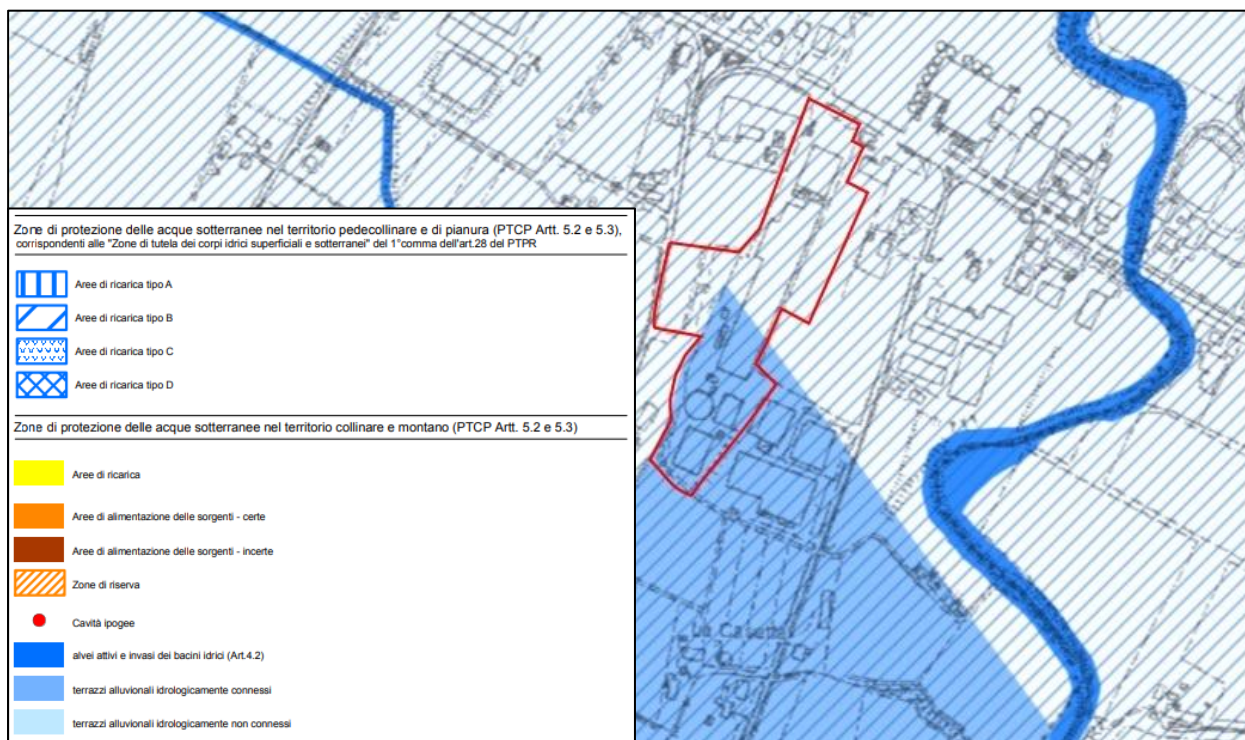 Zone di protezione delle acque sotterranee nel territorio pedecollinare e di pianura (PTCP Artt. 5.2 e 5.3),
corrispondenti alle "Zone di tutela dei corpi idrici superficiali e sotterranei" del 1°comma dell'art.28 del PTPR
Aree di ricarica tipo A
Aree di ricarica tipo B
Aree di ricarica tipo C
Aree di ricarica tipo D
Zone di protezione delle acque sotterranee nel territorio collinare e montano (PTCP Artt. 5.2 e 5.3)
Aree di ricarica
Aree di alimentazione delle sorgenti - certe
Aree di alimentazione delle sorgenti - incerte
Zone di riserva
Cavità ipogee
alvei attivi e invasi dei bacini idrici (Art.4.2)
terrazzi alluvionali idrologicamente connessi
terrazzi alluvionali idrologicamente non connessi